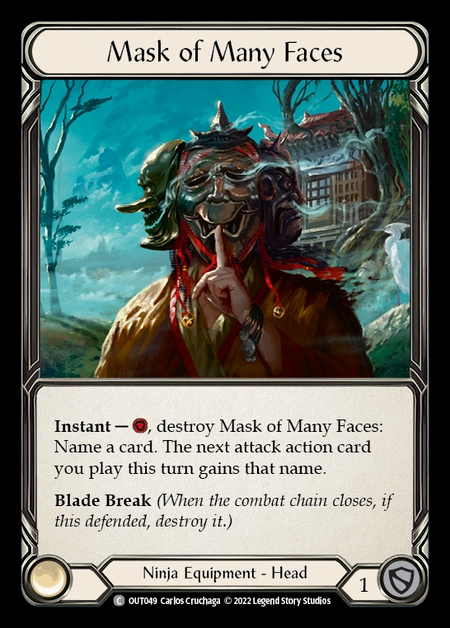 Mask of Many Faces
Instant — , destroy Mask of Many Faces:
Name a card. The next attack action card
you play this turn gains that name.
Blade Break (When the combat chain closes, if
this defended, destroy it.)
Ninja Equipment - Head
1
C OUT049 Carlos Cruchaga © 2022 Legend Story Studios